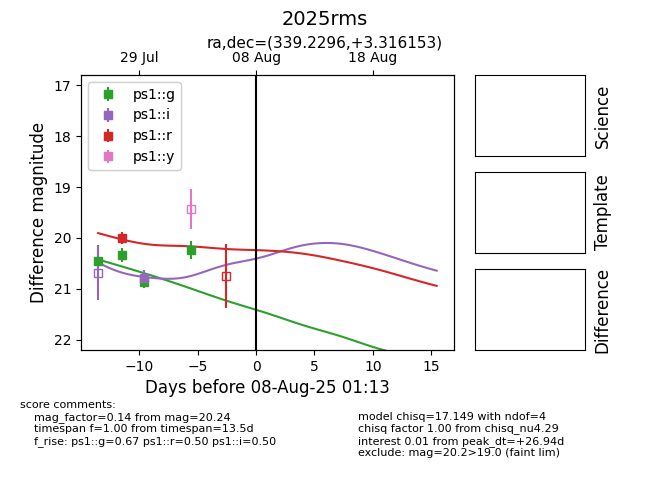 2025rms
ra,dec=(339.2296,+3.316153)
29 Jul 08 Aug 18 Aug
ps1::g
ps1::i
ps1::r
ps1::y
17
18
19
20
21
22
Difference magnitude
−10 −5 0 5 10 15
Days before 08-Aug-25 01:13
Science
Template
Difference
score comments:
mag_factor=0.14 from mag=20.24
timespan f=1.00 from timespan=13.5d
f_rise: ps1::g=0.67 ps1::r=0.50 ps1::i=0.50
model chisq=17.149 with ndof=4
chisq factor 1.00 from chisq_nu4.29
interest 0.01 from peak_dt=+26.94d
exclude: mag=20.2>19.0 (faint lim)